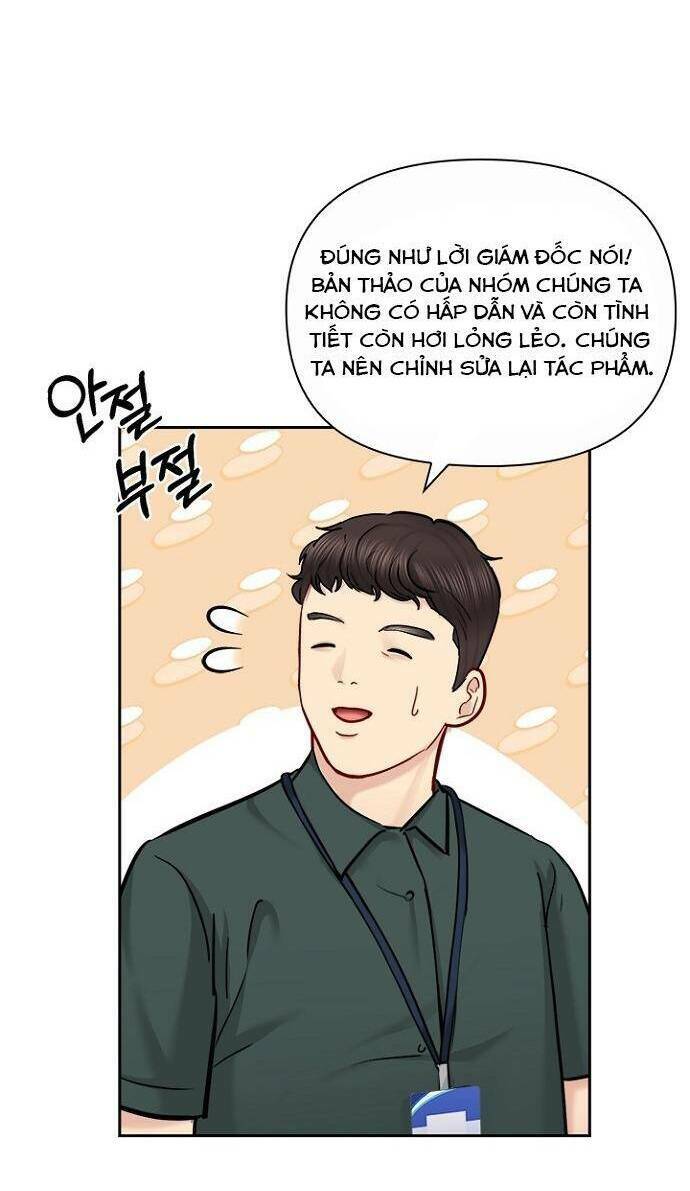 ĐÚNG NHƯ LỜI GIÁM ĐỐC NÓI!
BẢN THẢO CỦA NHÓM CHÚNG TA
KHÔNG CÓ HẤP DẪN VÀ CÒN TÌNH
TIẾT CÒN HƠI LỎNG LẺO. CHÚNG
TA NÊN CHỈNH SỬA LẠI TÁC PHẨM.
안절
부절